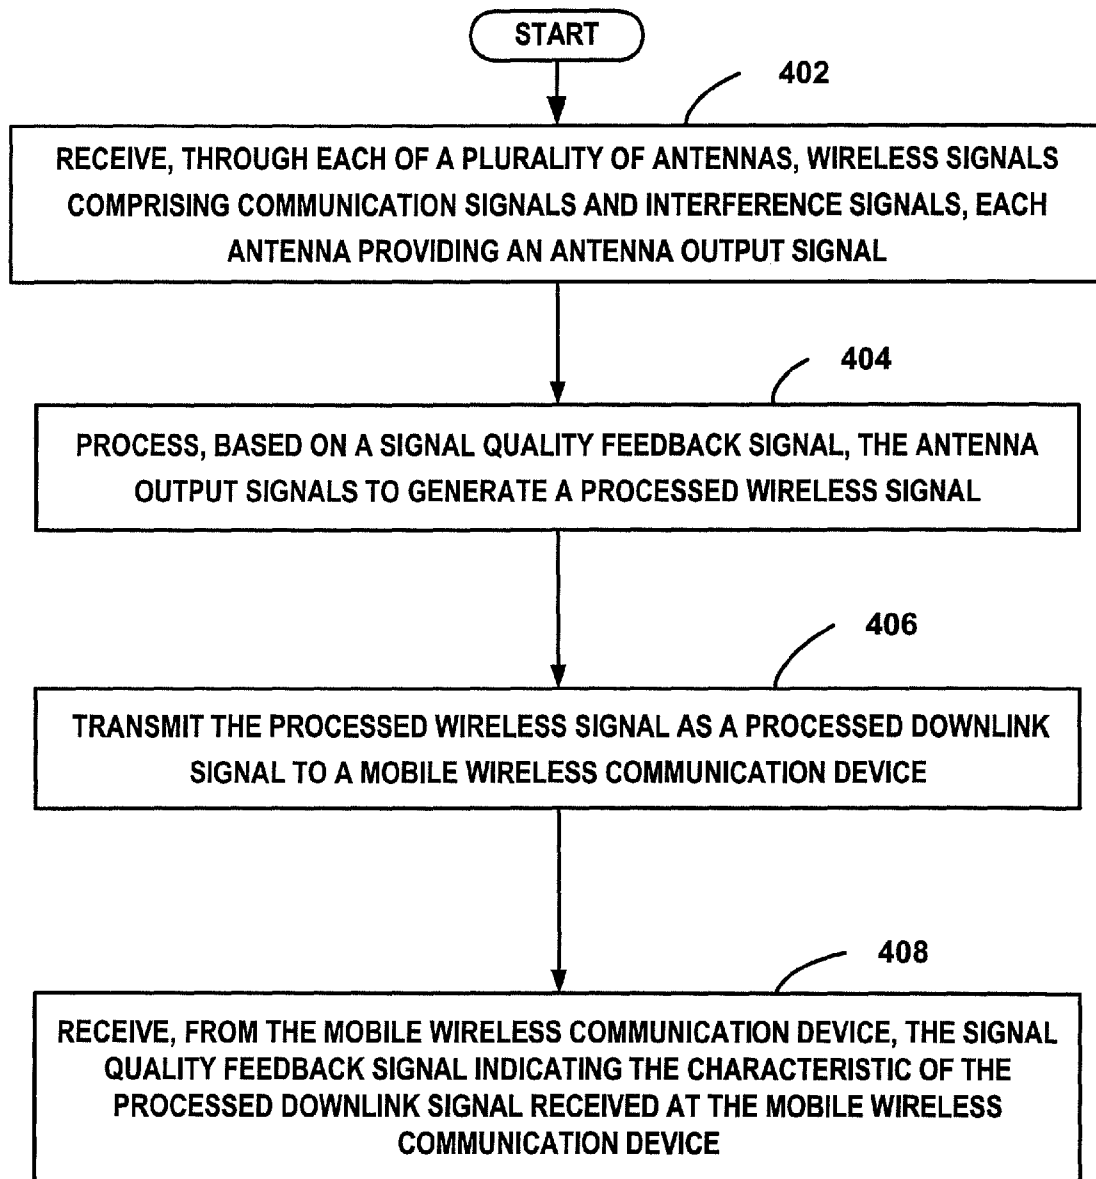 START
402
RECEIVE, THROUGH EACH OF A PLURALITY OF ANTENNAS, WIRELESS SIGNALS
COMPRISING COMMUNICATION SIGNALS AND INTERFERENCE SIGNALS, EACH
ANTENNA PROVIDING AN ANTENNA OUTPUT SIGNAL
404
PROCESS, BASED ON A SIGNAL QUALITY FEEDBACK SIGNAL, THE ANTENNA
OUTPUT SIGNALS TO GENERATE A PROCESSED WIRELESS SIGNAL
406
TRANSMIT THE PROCESSED WIRELESS SIGNAL AS A PROCESSED DOWNLINK
SIGNAL TO A MOBILE WIRELESS COMMUNICATION DEVICE
408
RECEIVE, FROM THE MOBILE WIRELESS COMMUNICATION DEVICE, THE SIGNAL
QUALITY FEEDBACK SIGNAL INDICATING THE CHARACTERISTIC OF THE
PROCESSED DOWNLINK SIGNAL RECEIVED AT THE MOBILE WIRELESS
COMMUNICATION DEVICE